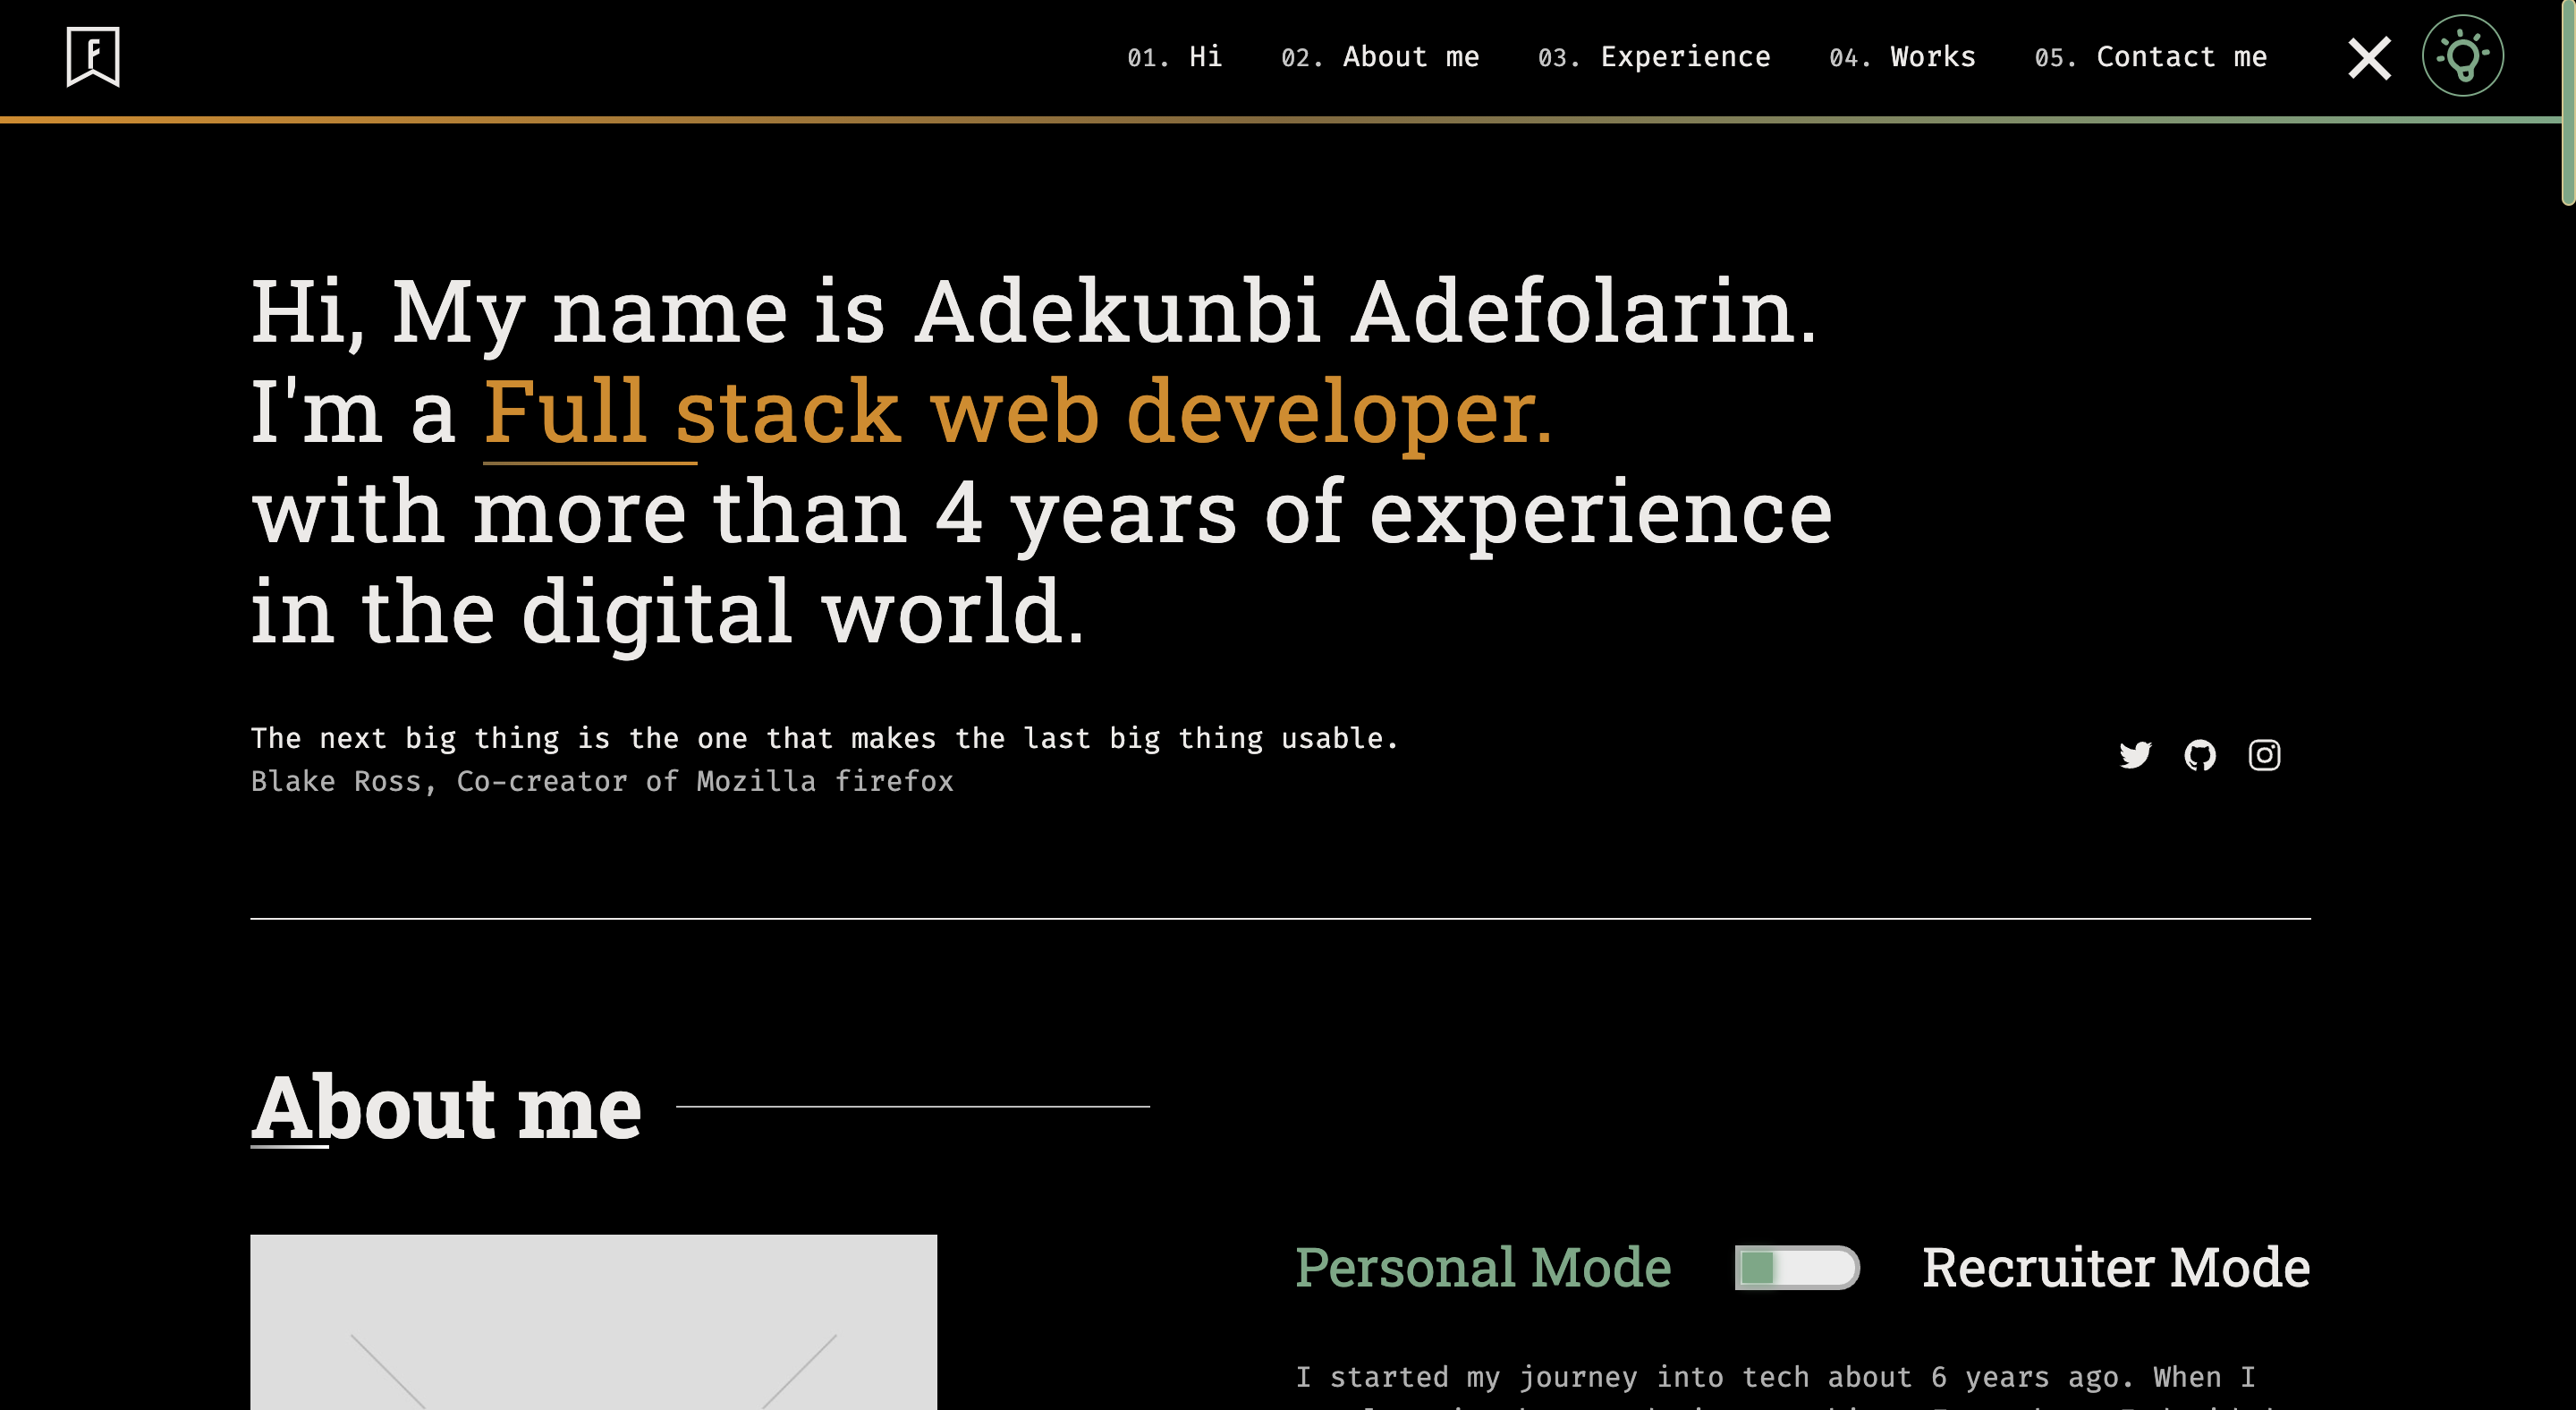 F
01. Hi 02. About me 03. Experience 04. Works 05. Contact me
Hi, My name is Adekunbi Adefolarin.
I'm a Full stack web developer.
with more than 4 years of experience
in the digital world.
The next big thing is the one that makes the last big thing usable.
Blake Ross, Co-creator of Mozilla firefox
About me
Personal Mode Recruiter Mode
I started my journey into tech about 6 years ago. When I